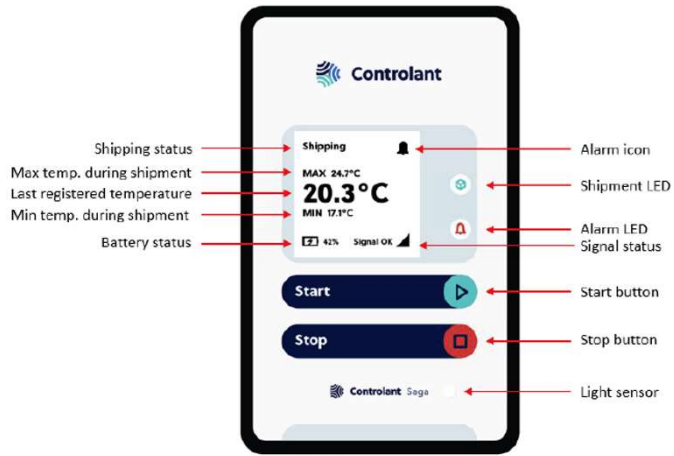 Controlant
Shipping status
Shipping
Alarm icon
Max temp. during shipment
MAX 24.7°C
Shipment LED
Last registered temperature
20.3°C
Min temp. during shipment
MIN 17.1°C
Alarm LED
Battery status
42%
Signal OK
Signal status
Start
Start button
Stop
Stop button
Controlant Saga
Light sensor